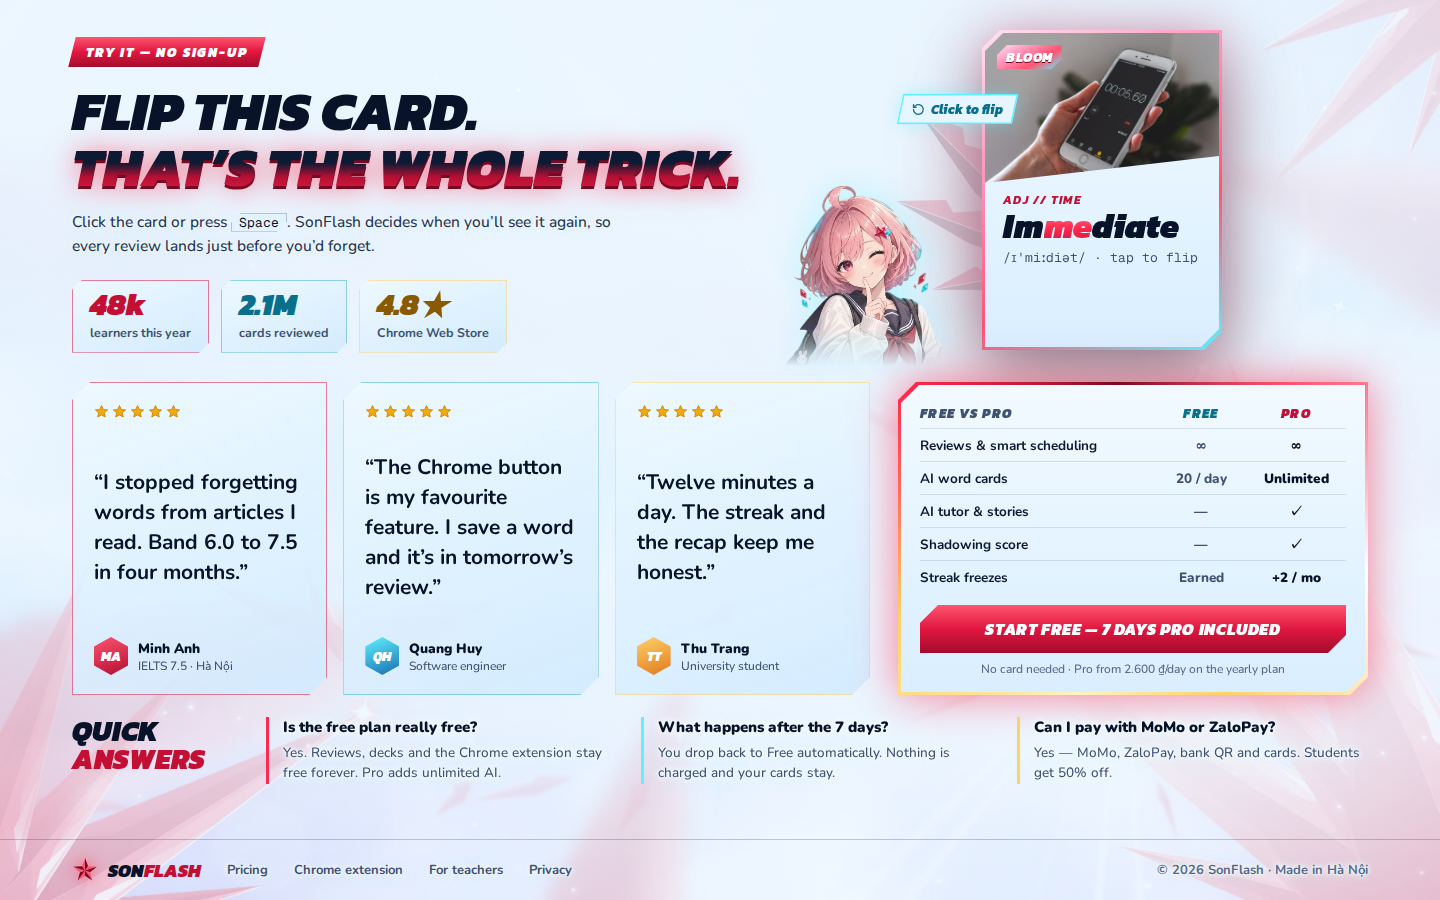 TRY IT — NO SIGN-UP
FLIP THIS CARD.
THAT’S THE WHOLE TRICK.
Click the card or press Space . SonFlash decides when you’ll see it again, so
every review lands just before you’d forget.
48k
learners this year
2.1M
cards reviewed
4.8★
Chrome Web Store
Click to flip
BLOOM
00:05.60
ADJ // TIME
Immediate
/ɪˈmiːdiət/ · tap to flip
★★★★★
“I stopped forgetting
words from articles I
read. Band 6.0 to 7.5
in four months.”
MA
Minh Anh
IELTS 7.5 · Hà Nội
★★★★★
“The Chrome button
is my favourite
feature. I save a word
and it’s in tomorrow’s
review.”
QH
Quang Huy
Software engineer
★★★★★
“Twelve minutes a
day. The streak and
the recap keep me
honest.”
TT
Thu Trang
University student
FREE VS PRO FREE PRO
Reviews & smart scheduling ∞ ∞
AI word cards 20 / day Unlimited
AI tutor & stories — ✓
Shadowing score — ✓
Streak freezes Earned +2 / mo
START FREE — 7 DAYS PRO INCLUDED
No card needed · Pro from 2.600 ₫/day on the yearly plan
QUICK
ANSWERS
Is the free plan really free?
Yes. Reviews, decks and the Chrome extension stay
free forever. Pro adds unlimited AI.
What happens after the 7 days?
You drop back to Free automatically. Nothing is
charged and your cards stay.
Can I pay with MoMo or ZaloPay?
Yes — MoMo, ZaloPay, bank QR and cards. Students
get 50% off.
SONFLASH
Pricing
Chrome extension
For teachers
Privacy
© 2026 SonFlash · Made in Hà Nội